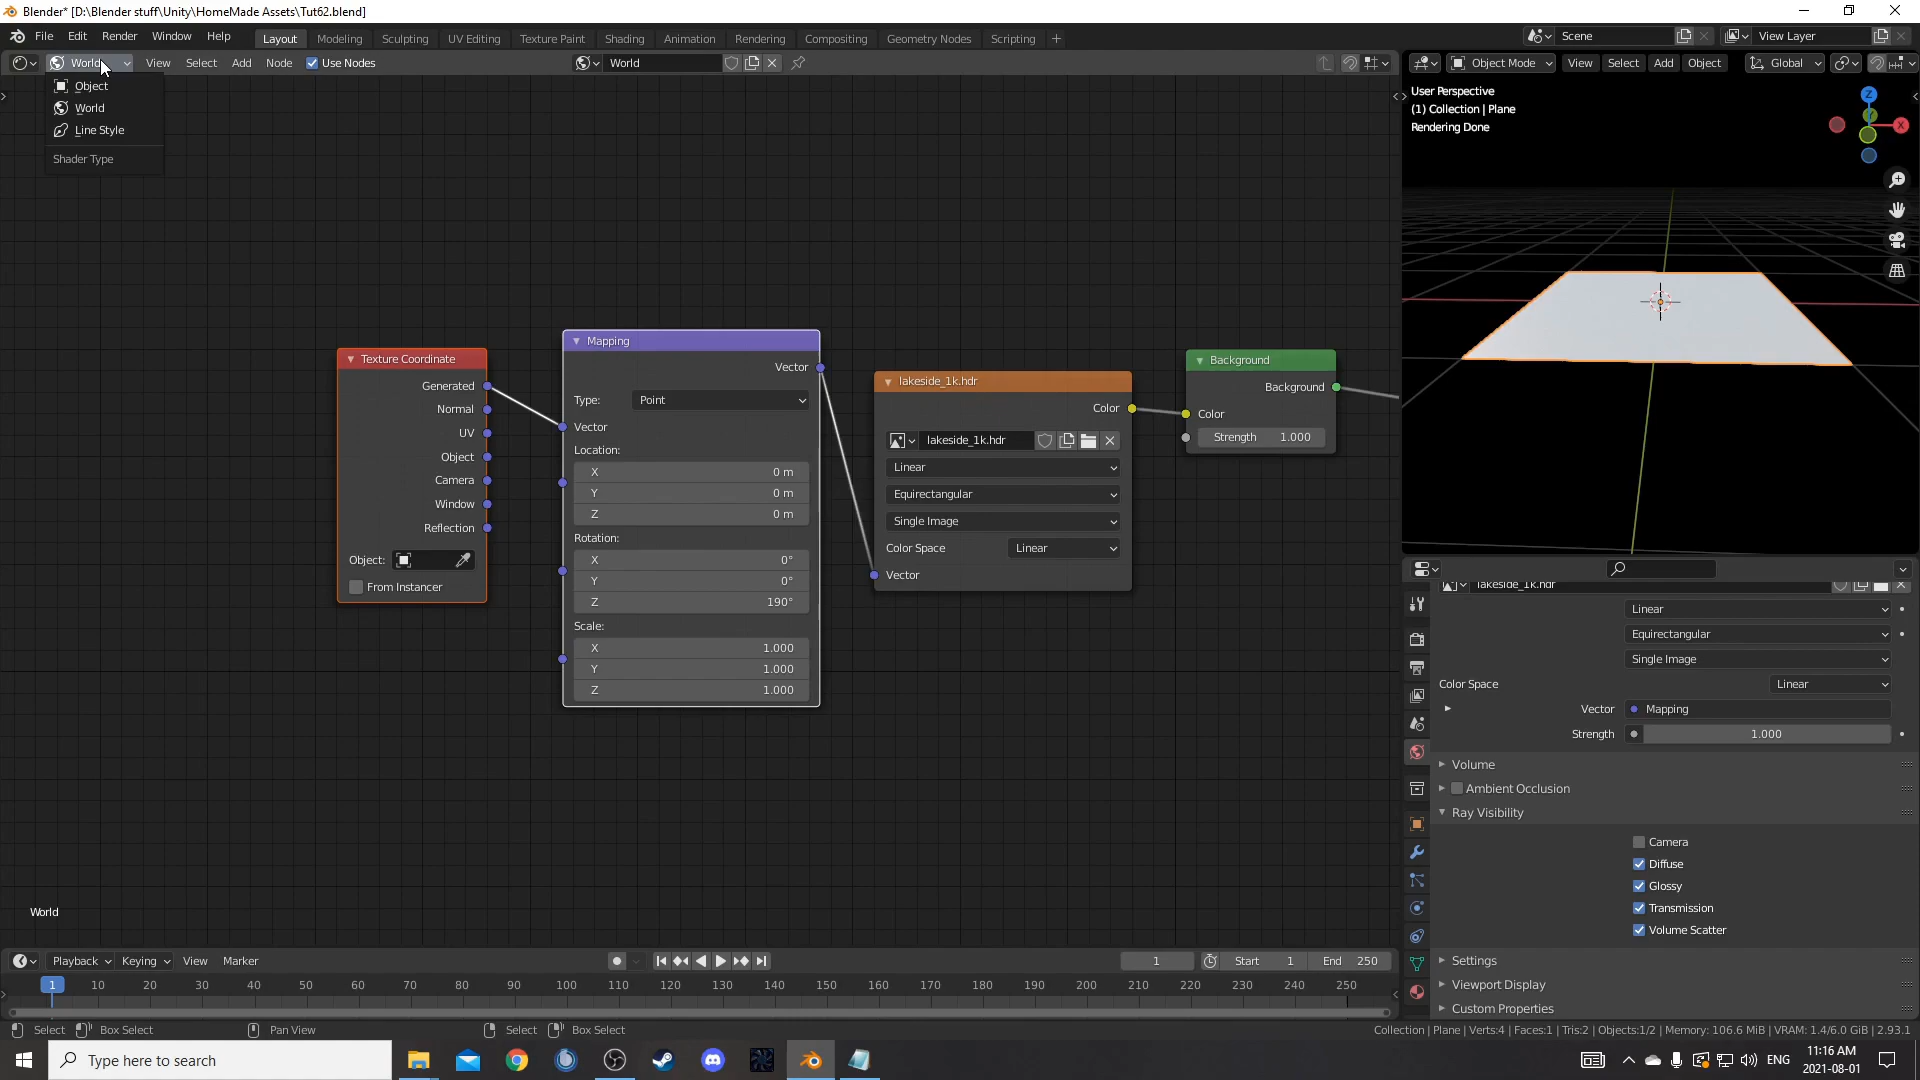 Blender* [D:\Blender stuff\Unity\HomeMade Assets\Tut62.blend]
File Edit Render Window Help Layout Modeling Sculpting UV Editing Texture Paint Shading Animation Rendering Compositing Geometry Nodes Scripting + Scene View Layer
World View Select Add Node Use Nodes World Object Mode View Select Add Object Global
Object
World
Line Style
Shader Type
User Perspective
(1) Collection | Plane
Rendering Done
Z
Y
X
Texture Coordinate
Generated
Normal
UV
Object
Camera
Window
Reflection
Object:
From Instancer
Mapping
Vector
Type: Point
Vector
Location:
X 0 m
Y 0 m
Z 0 m
Rotation:
X 0°
Y 0°
Z 190°
Scale:
X 1.000
Y 1.000
Z 1.000
lakeside_1k.hdr
Color
lakeside_1k.hdr
Linear
Equirectangular
Single Image
Color Space Linear
Vector
Background
Background
Color
Strength 1.000
lakeside_1k.hdr
Linear
Equirectangular
Single Image
Color Space Linear
Vector Mapping
Strength 1.000
Volume
Ambient Occlusion
Ray Visibility
Camera
Diffuse
Glossy
Transmission
Volume Scatter
Settings
Viewport Display
Custom Properties
World
Playback Keying View Marker 1 Start 1 End 250
1 10 20 30 40 50 60 70 80 90 100 110 120 130 140 150 160 170 180 190 200 210 220 230 240 250
Select Box Select Pan View Select Box Select Collection | Plane | Verts:4 | Faces:1 | Tris:2 | Objects:1/2 | Memory: 106.6 MiB | VRAM: 1.4/6.0 GiB | 2.93.1
Type here to search ENG 11:16 AM
2021-08-01